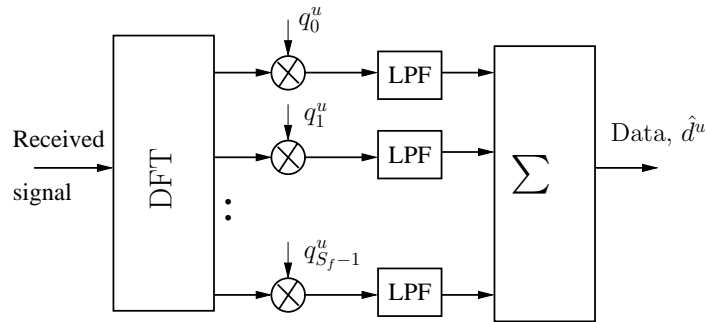 q_0^u
LPF
q_1^u
Received
signal
DFT
LPF
∑
Data, \hat{d}^u
:
q_{S_f-1}^u
LPF